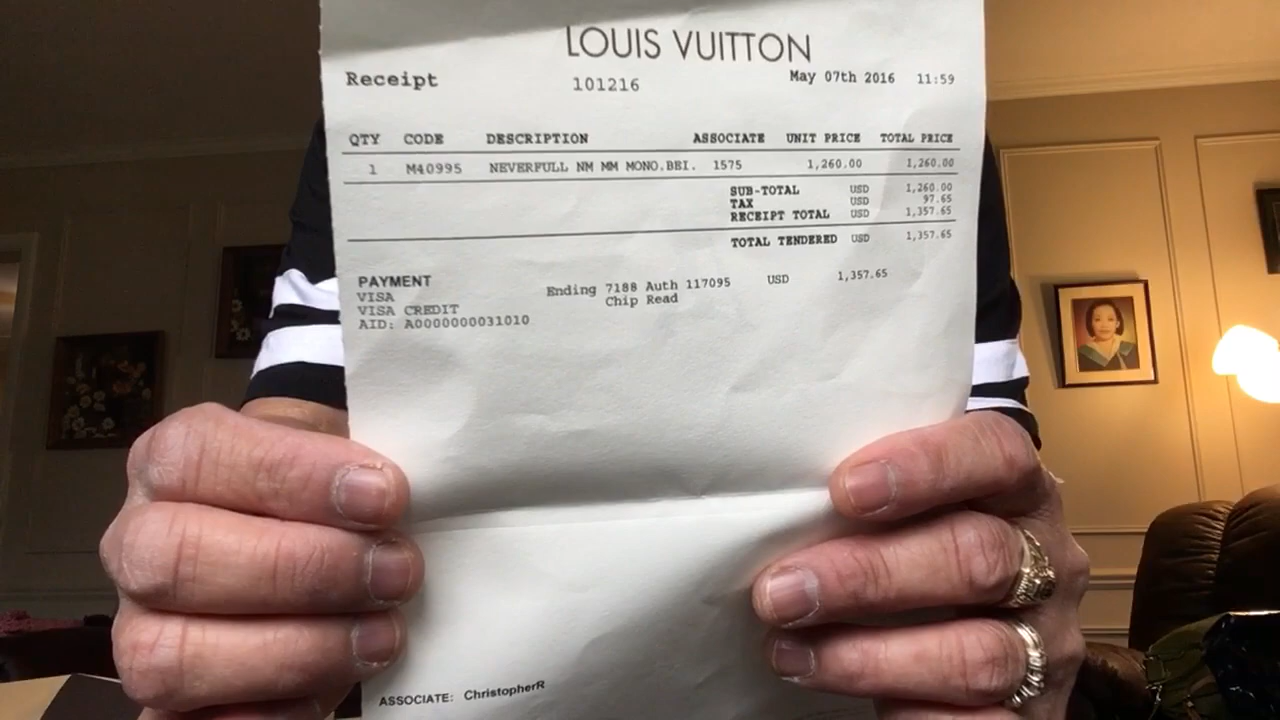 LOUIS VUITTON
Receipt 101216 May 07th 2016 11:59
QTY CODE DESCRIPTION ASSOCIATE UNIT PRICE TOTAL PRICE
1 M40995 NEVERFULL NM MM MONO.BEI. 1575 1,260.00 1,260.00
SUB-TOTAL USD 1,260.00
TAX USD 97.65
RECEIPT TOTAL USD 1,357.65
TOTAL TENDERED USD 1,357.65
PAYMENT
VISA Ending 7188 Auth 117095 USD 1,357.65
VISA CREDIT Chip Read
AID: A0000000031010
ASSOCIATE: ChristopherR